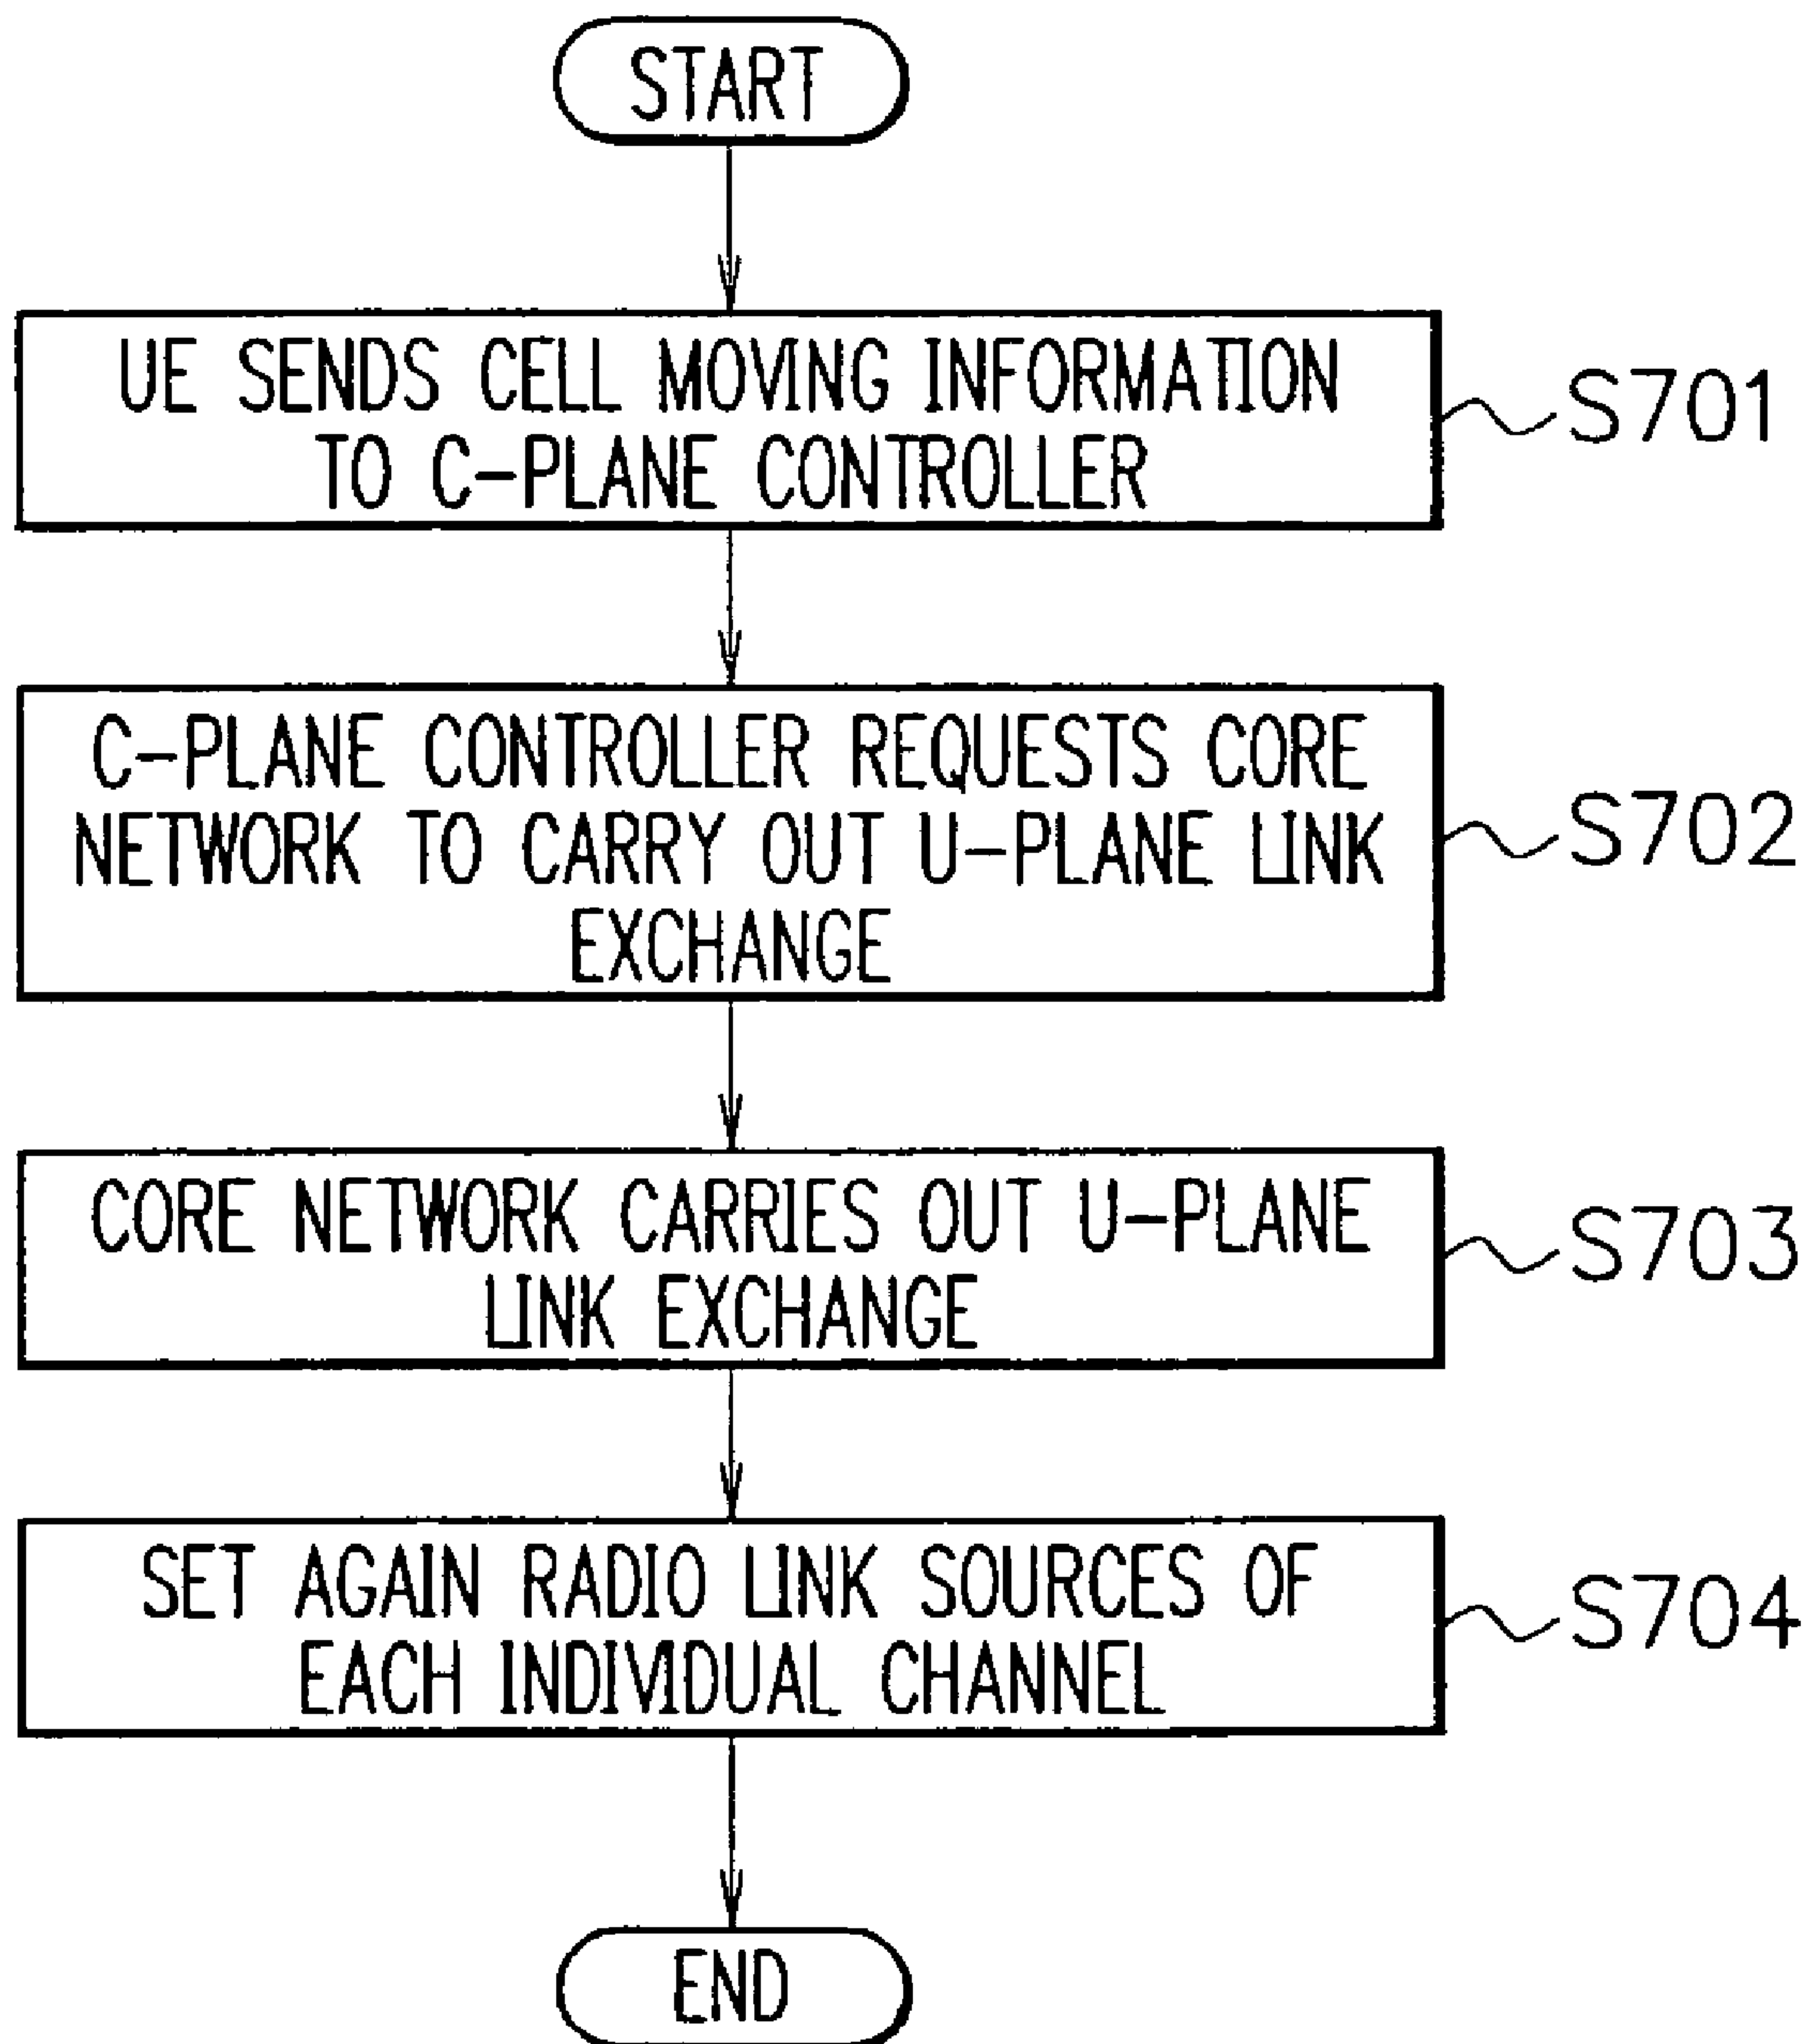 START
UE SENDS CELL MOVING INFORMATION
TO C-PLANE CONTROLLER
S701
C-PLANE CONTROLLER REQUESTS CORE
NETWORK TO CARRY OUT U-PLANE LINK
EXCHANGE
S702
CORE NETWORK CARRIES OUT U-PLANE
LINK EXCHANGE
S703
SET AGAIN RADIO LINK SOURCES OF
EACH INDIVIDUAL CHANNEL
S704
END